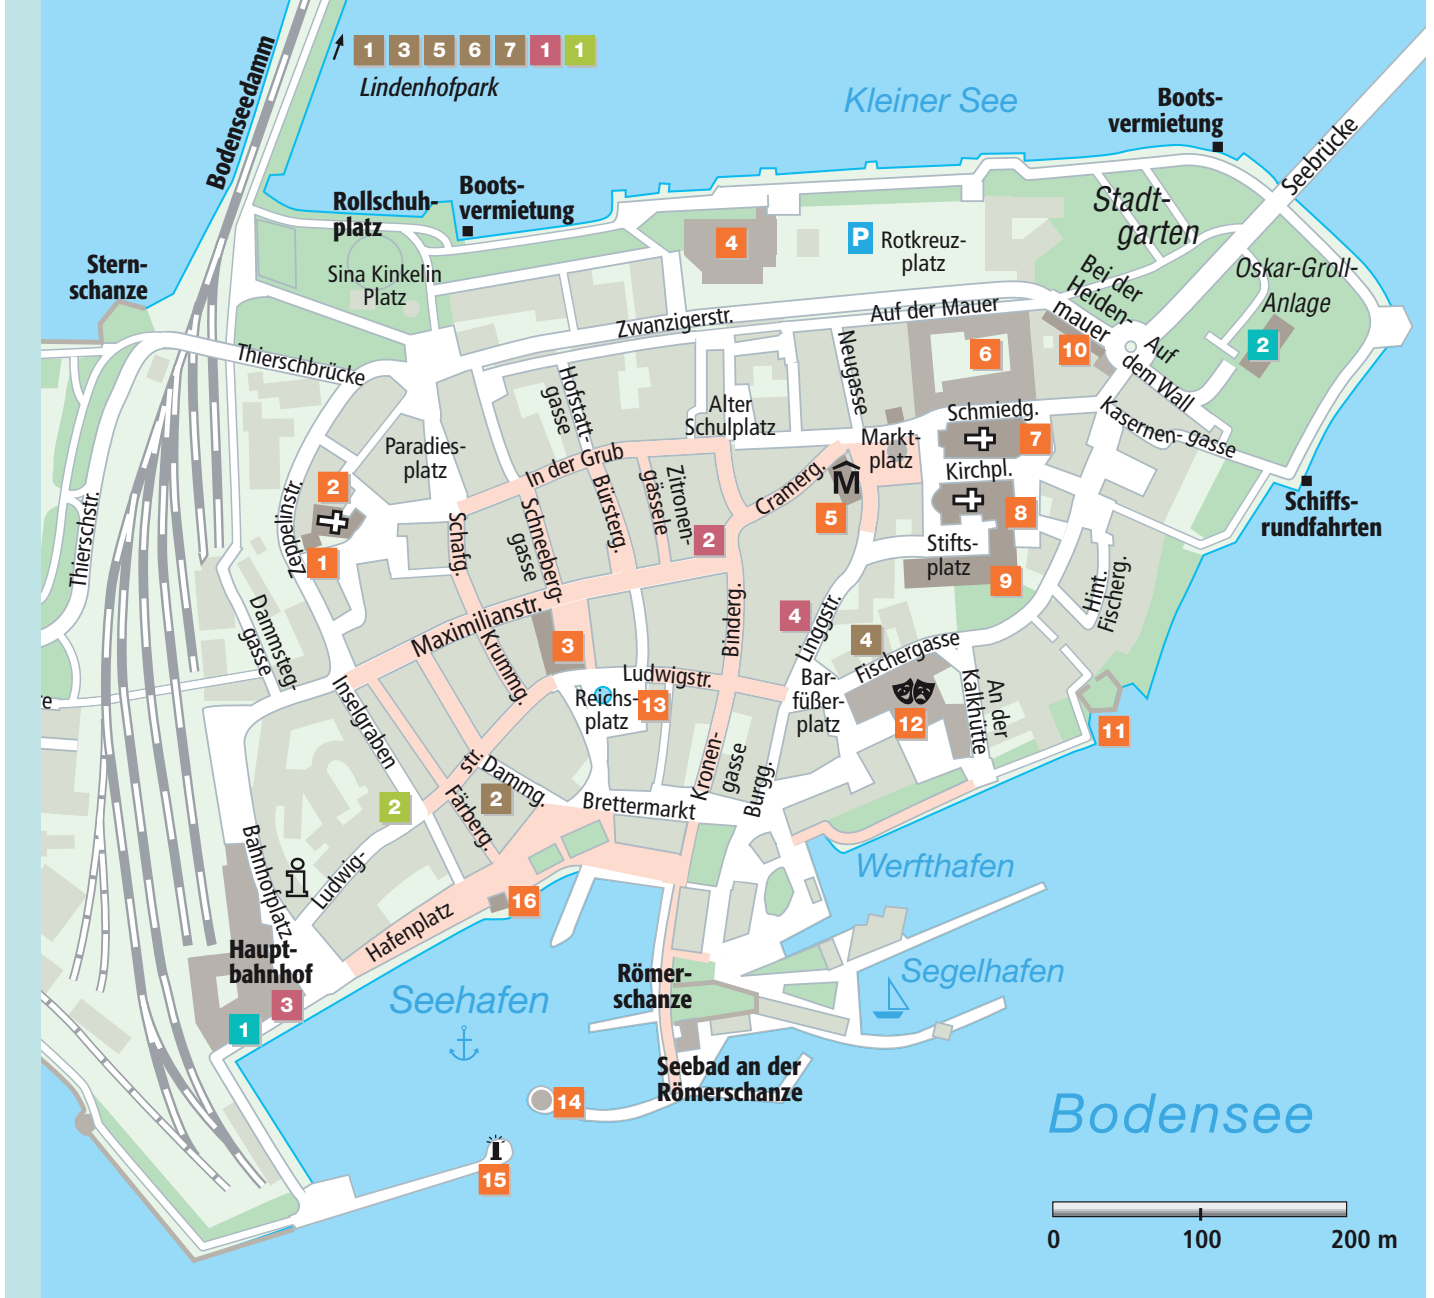 1 3 5 6 7 1 1
Lindenhofpark
Bodenseedamm
Kleiner See
Boots-
vermietung
Seebrücke
Rollschuh-
platz
Boots-
vermietung
Stadt-
garten
4
P
Rotkreuz-
platz
Stern-
schanze
Sina Kinkelin
Platz
Bei der
Heiden-
mauer
Oskar-Groll-
Anlage
Auf der Mauer
Zwanzigerstr.
Thierschbrücke
Neugasse
6
10
Auf
dem Wall
2
Hofstatt-
gasse
Alter
Schulplatz
Schmiedg.
Kasernen- gasse
Paradies-
platz
In der Grub
Markt-
platz
7
Kirchpl.
2
Zeppelinstr.
Thierschstr.
Bürsterg.
Zitronen-
gässele
Cramerg.
M
5
8
Schiffs-
rundfahrten
1
Schafg.
Schneeberg-
gasse
2
Stifts-
platz
9
Hint.
Fischerg.
Dammsteg-
gasse
Maximilianstr.
Krummg.
3
Binderg.
4
Linggstr.
4
Fischergasse
Ludwigstr.
Reichs-
platz
13
Bar-
füßer-
platz
12
An der
Kalkhütte
11
e
Inselgraben
str.
Dammg.
2
2
Färberg.
Brettermarkt
Kronen-
gasse
Burgg.
Bahnhofplatz
Ludwig-
Hafenplatz
16
Werfthafen
Haupt-
bahnhof
3
1
Seehafen
Römer-
schanze
Segelhafen
Seebad an der
Römerschanze
14
15
Bodensee
0 100 200 m